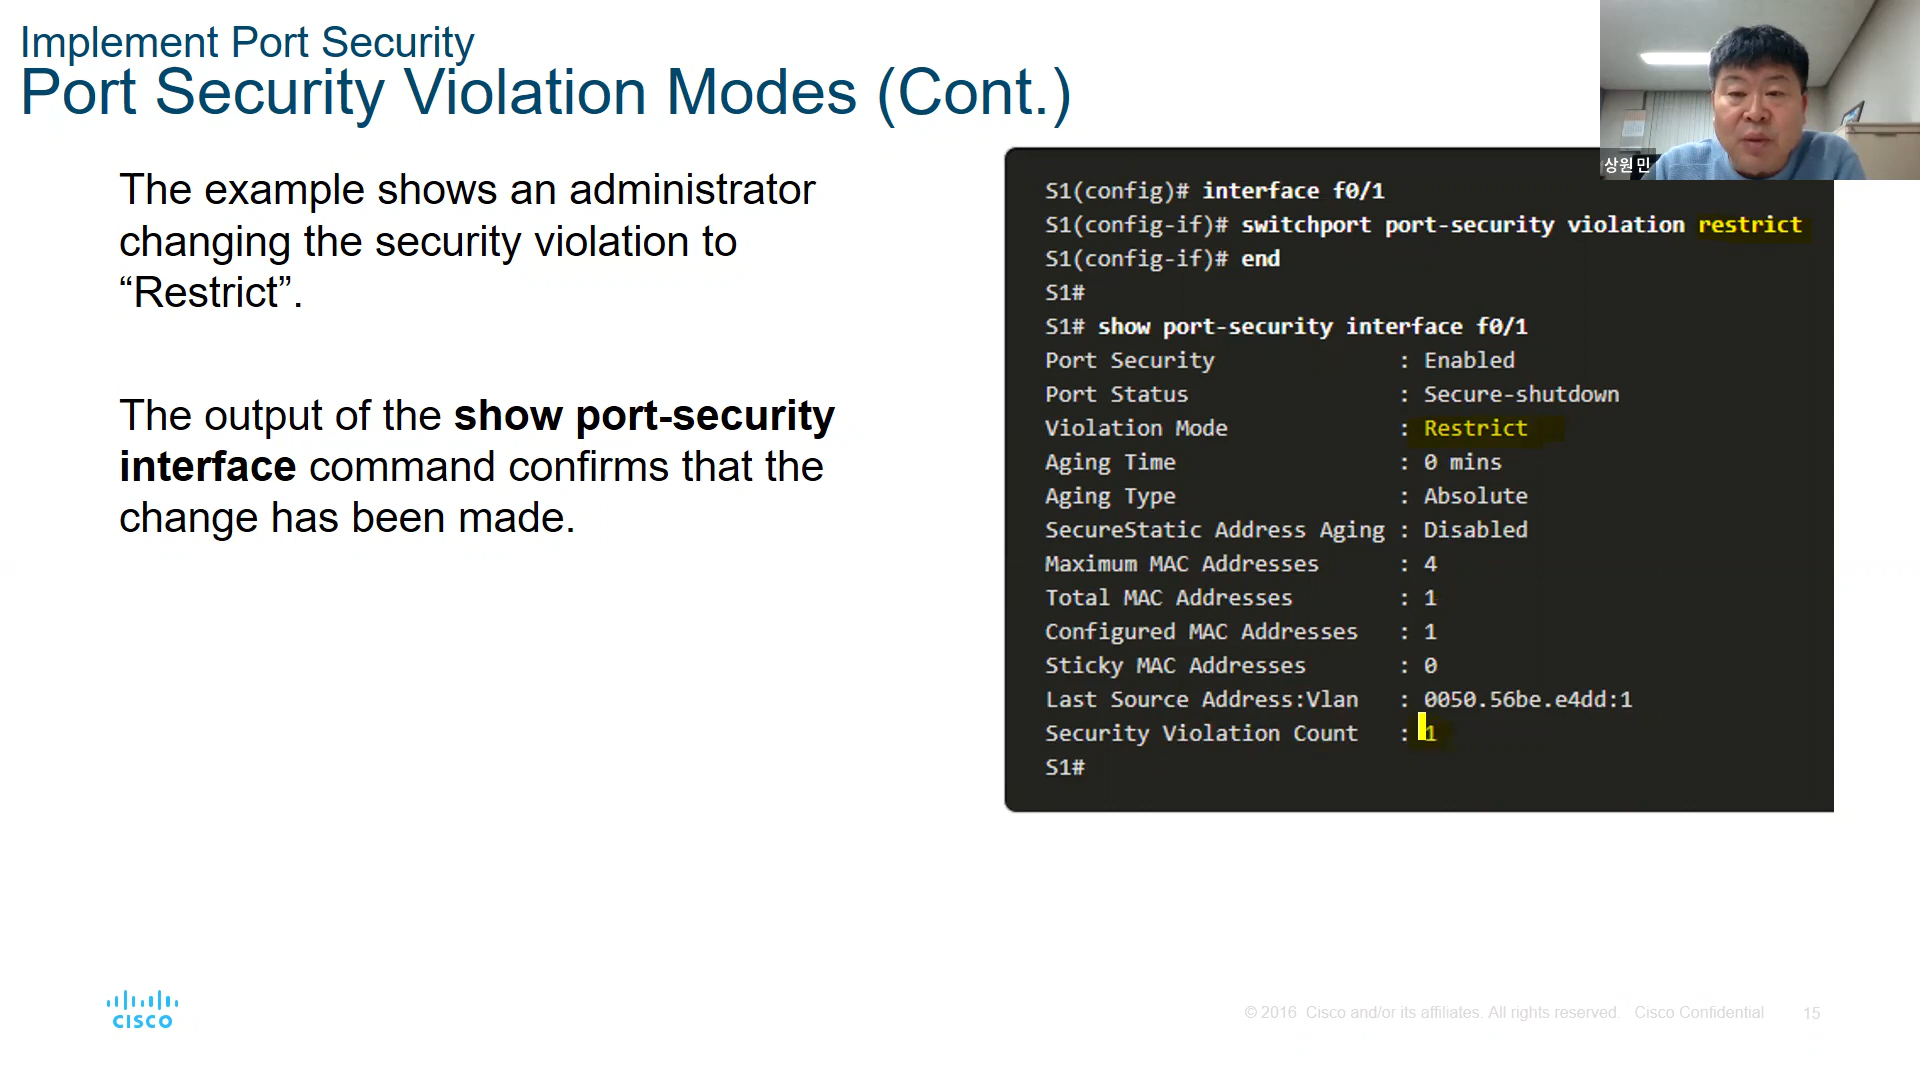 Implement Port Security
Port Security Violation Modes (Cont.)
The example shows an administrator
changing the security violation to
“Restrict”.
The output of the show port-security
interface command confirms that the
change has been made.
상원 민
S1(config)# interface f0/1
S1(config-if)# switchport port-security violation restrict
S1(config-if)# end
S1#
S1# show port-security interface f0/1
Port Security : Enabled
Port Status : Secure-shutdown
Violation Mode : Restrict
Aging Time : 0 mins
Aging Type : Absolute
SecureStatic Address Aging : Disabled
Maximum MAC Addresses : 4
Total MAC Addresses : 1
Configured MAC Addresses : 1
Sticky MAC Addresses : 0
Last Source Address:Vlan : 0050.56be.e4dd:1
Security Violation Count : 1
S1#
CISCO
© 2016 Cisco and/or its affiliates. All rights reserved. Cisco Confidential 15